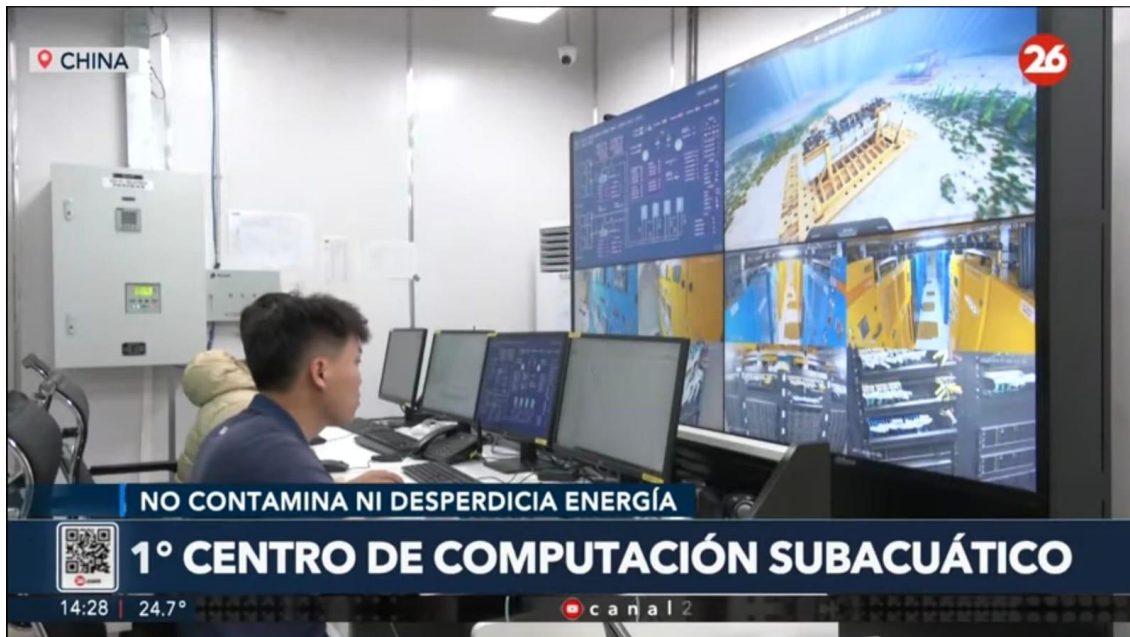 CHINA
26
NO CONTAMINA NI DESPERDICIA ENERGÍA
1° CENTRO DE COMPUTACIÓN SUBACUÁTICO
14:28 24.7°
canal2